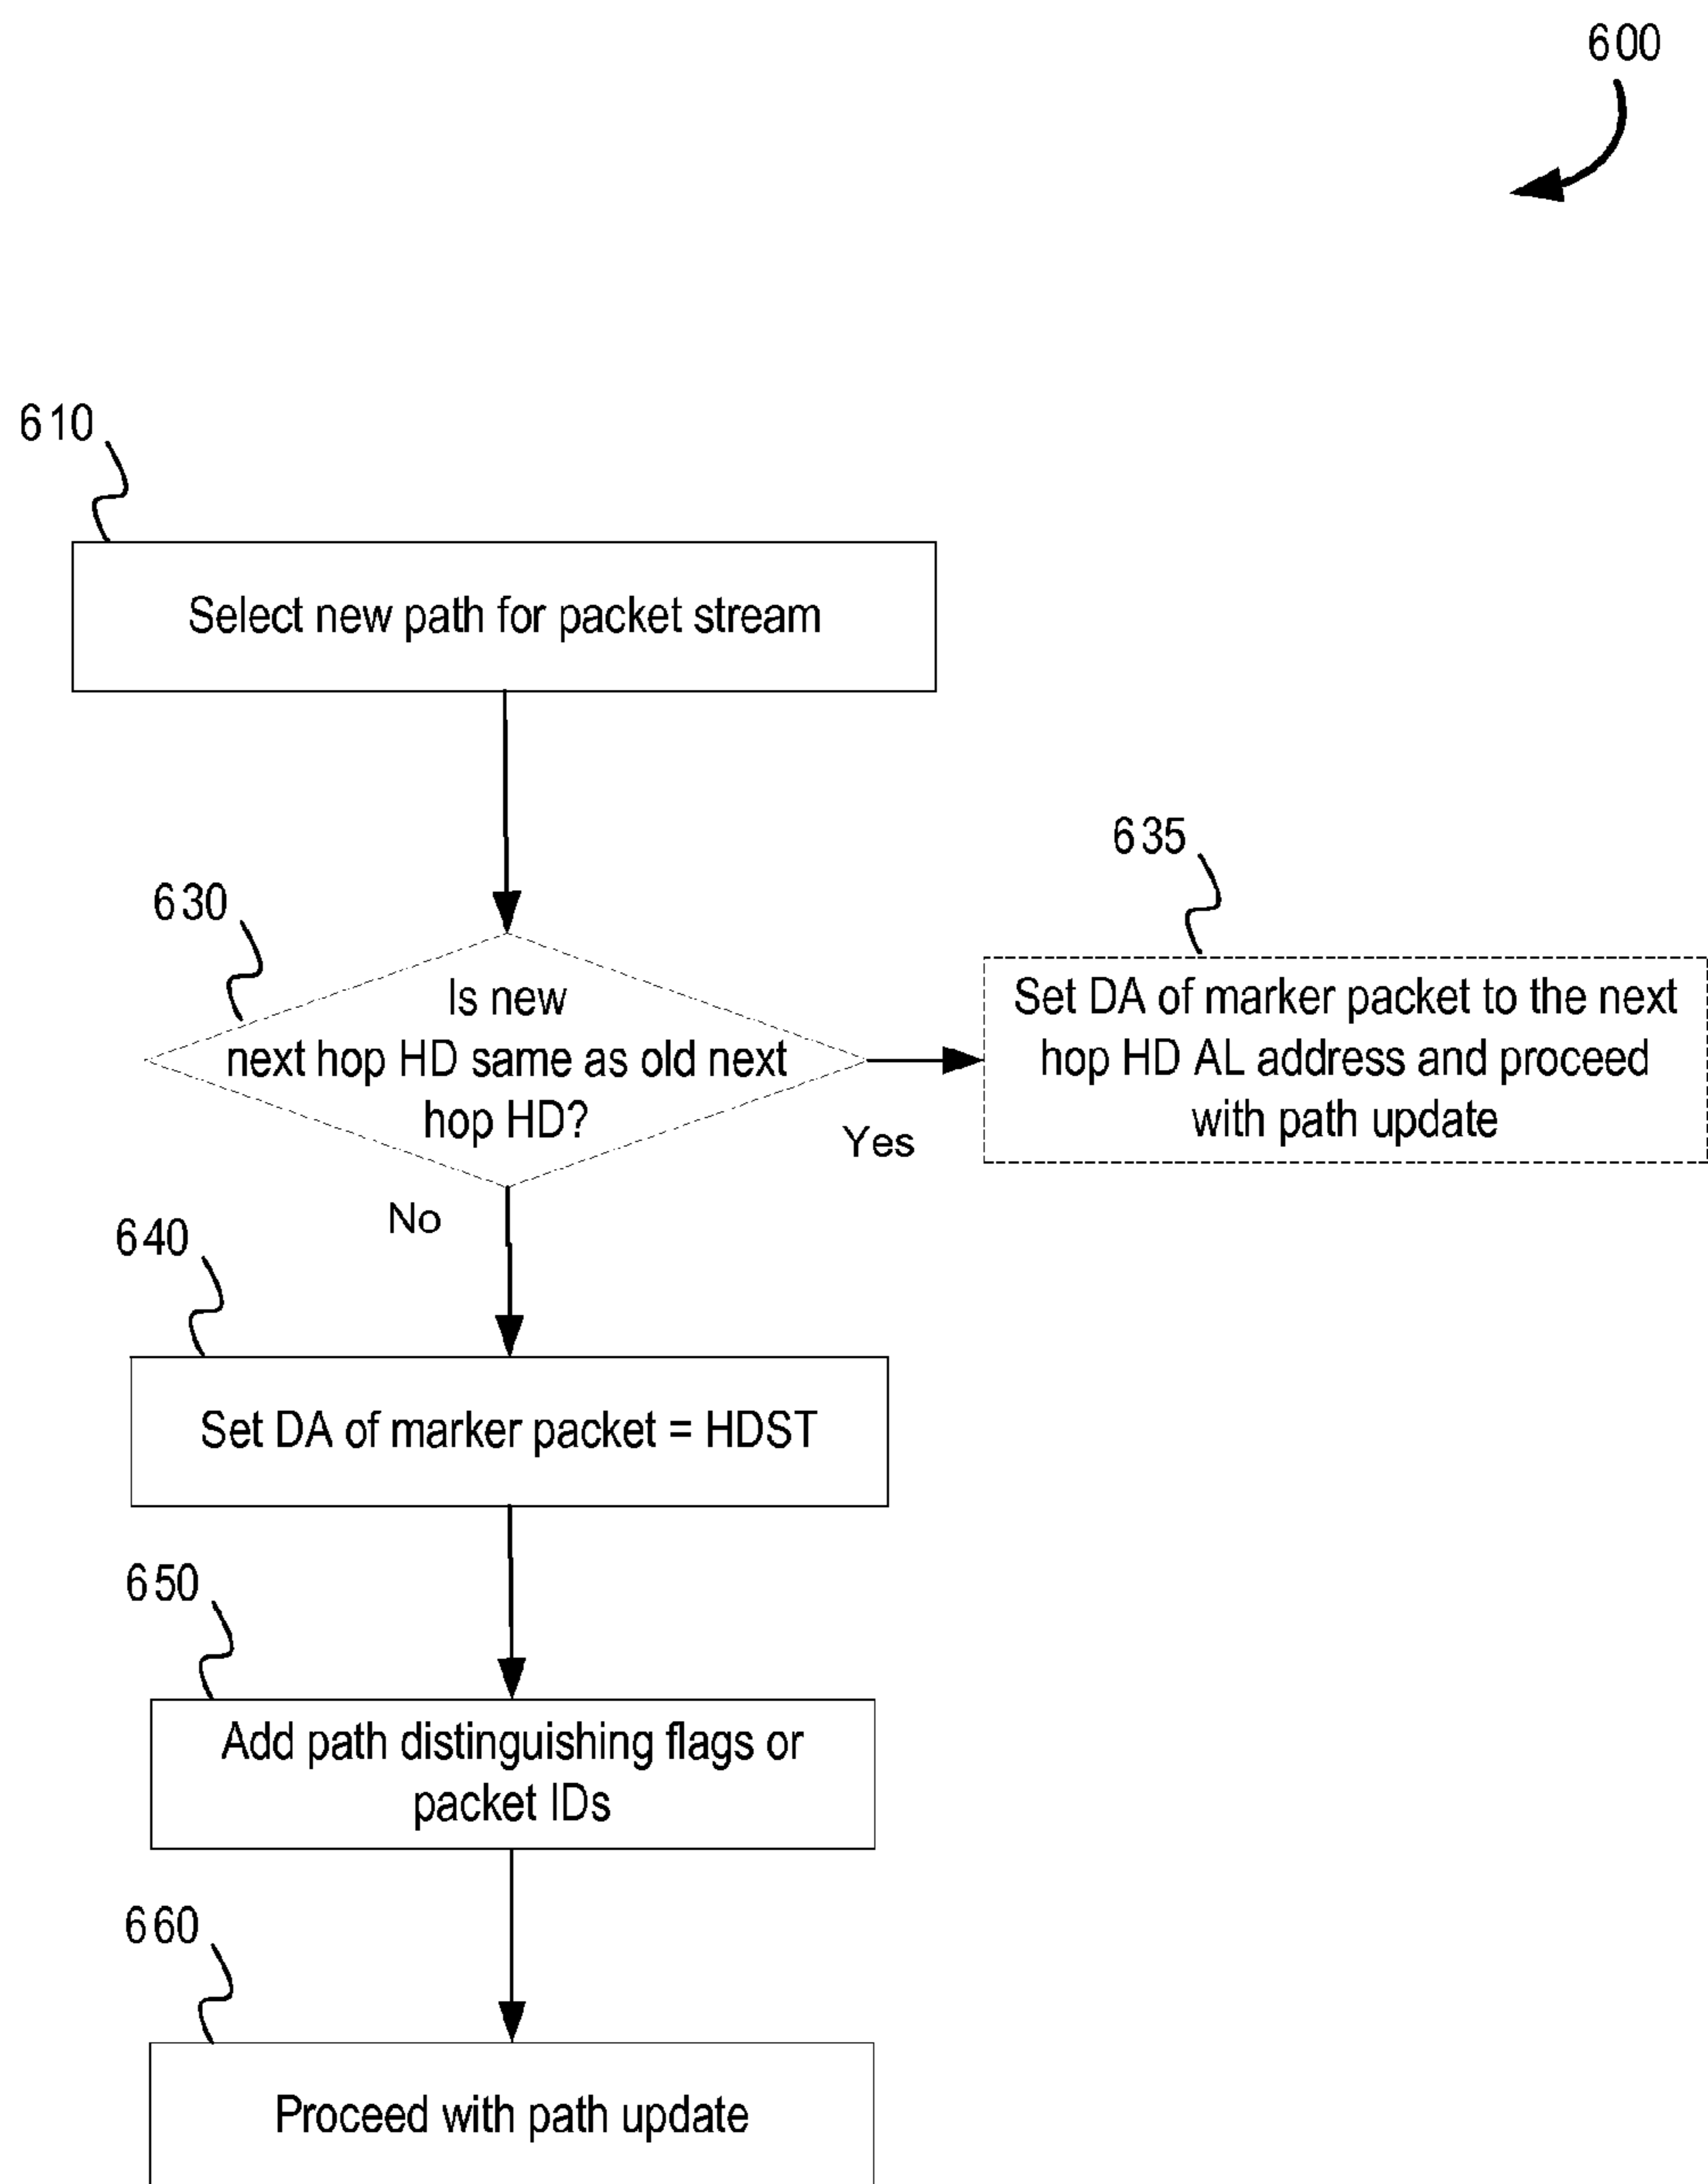 600
610
Select new path for packet stream
630
Is new
next hop HD same as old next
hop HD?
635
Set DA of marker packet to the next
hop HD AL address and proceed
with path update
Yes
No
640
Set DA of marker packet = HDST
650
Add path distinguishing flags or
packet IDs
660
Proceed with path update